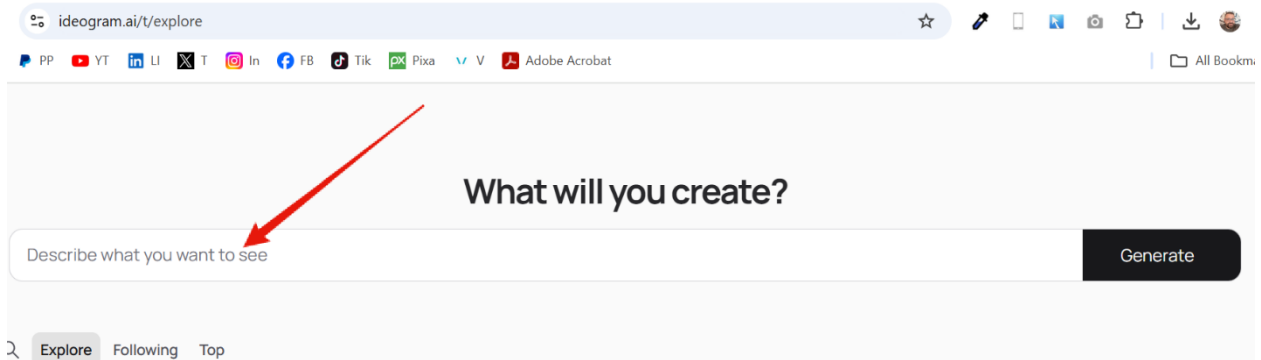 ideogram.ai/t/explore
PP YT LI T In FB Tik Pixa V Adobe Acrobat All Bookma
What will you create?
Describe what you want to see Generate
Explore Following Top